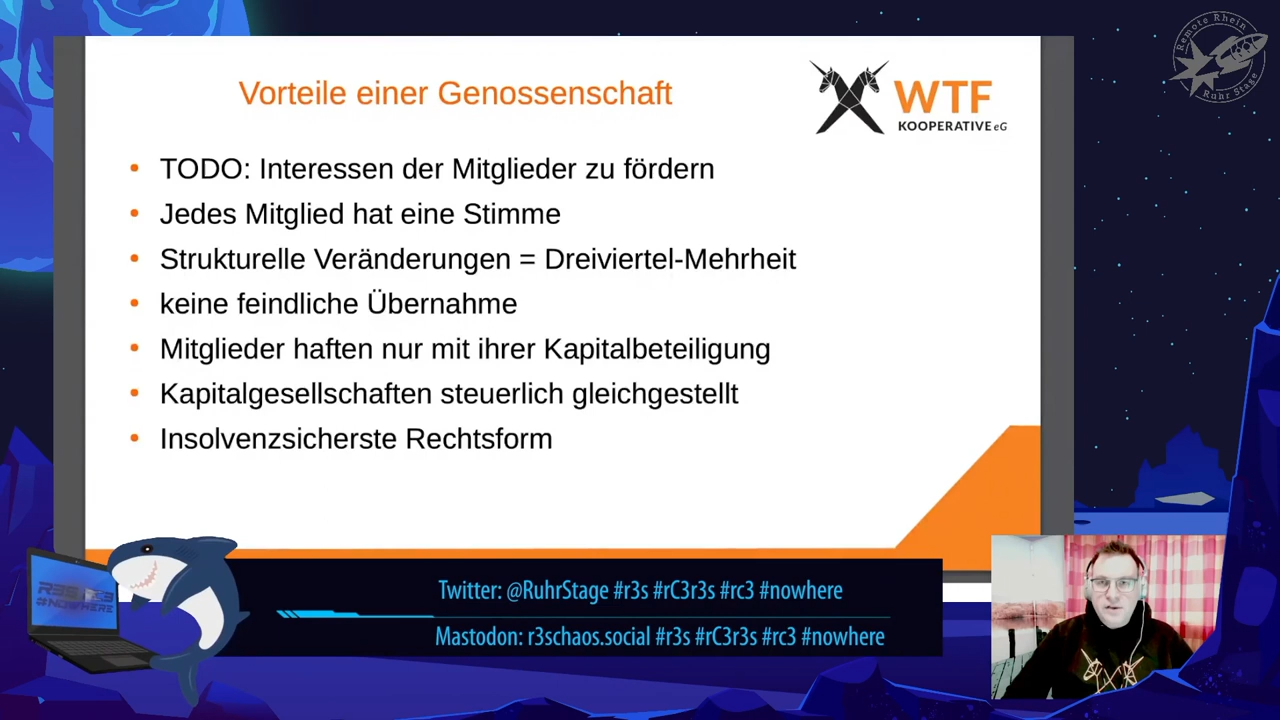 Vorteile einer Genossenschaft
WTF
KOOPERATIVE eG
Remote Rhein
Ruhr Stage
• TODO: Interessen der Mitglieder zu fördern
• Jedes Mitglied hat eine Stimme
• Strukturelle Veränderungen = Dreiviertel-Mehrheit
• keine feindliche Übernahme
• Mitglieder haften nur mit ihrer Kapitalbeteiligung
• Kapitalgesellschaften steuerlich gleichgestellt
• Insolvenzsicherste Rechtsform
#NOWHERE
Twitter: @RuhrStage #r3s #rC3r3s #rc3 #nowhere
Mastodon: r3schaos.social #r3s #rC3r3s #rc3 #nowhere